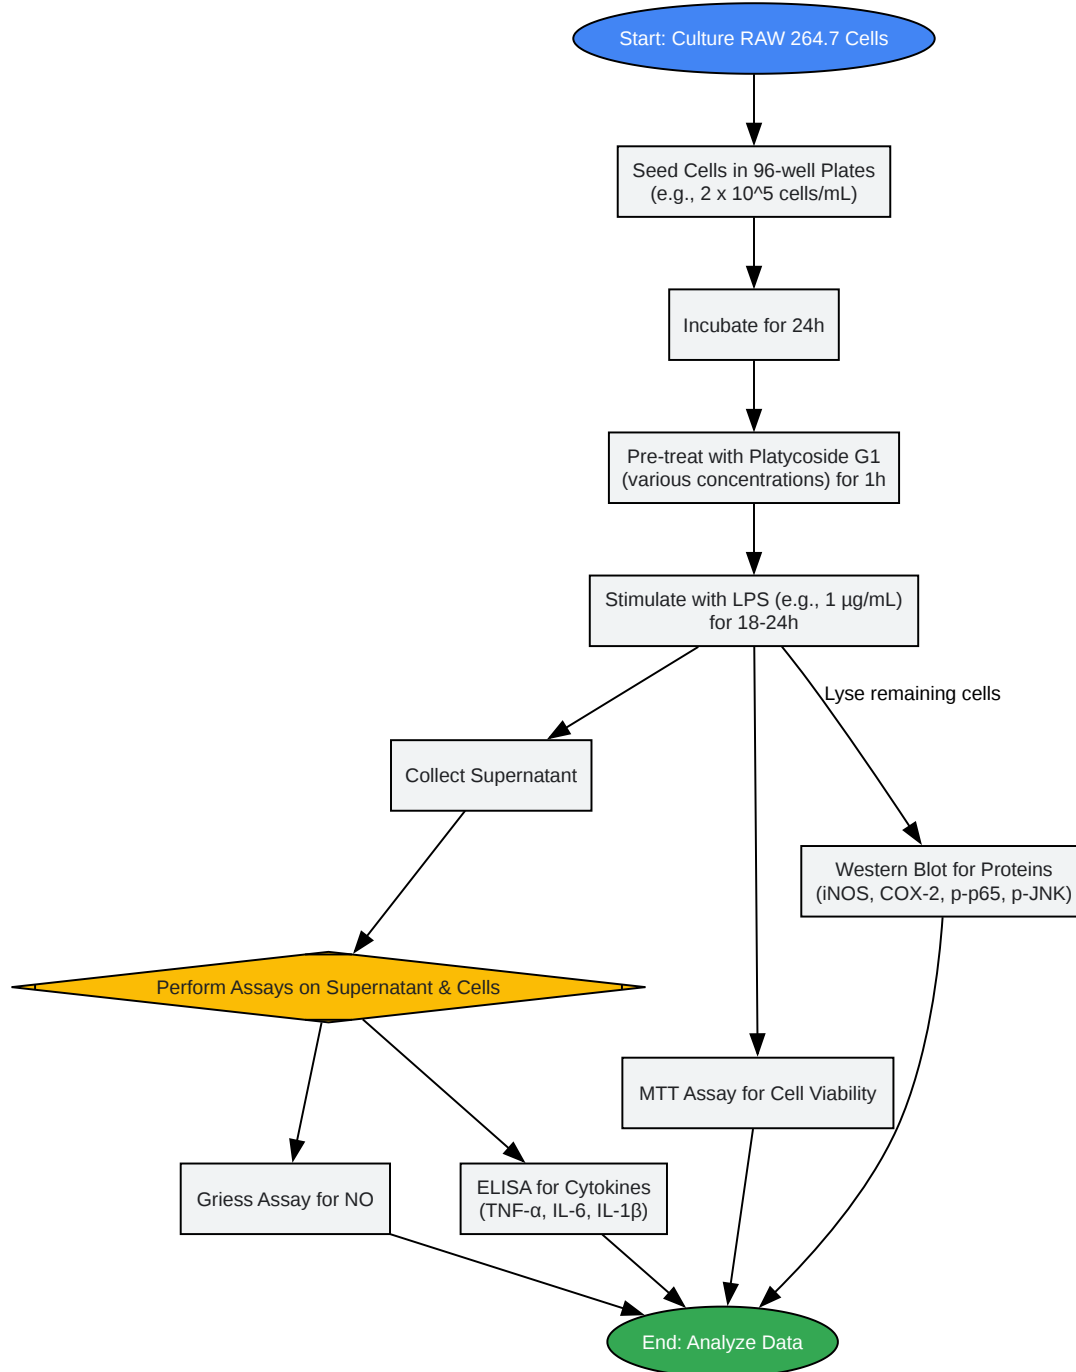 Start: Culture RAW 264.7 Cells
Seed Cells in 96-well Plates
(e.g., 2 x 10^5 cells/mL)
Incubate for 24h
Pre-treat with Platycoside G1
(various concentrations) for 1h
Stimulate with LPS (e.g., 1 µg/mL)
for 18-24h
Lyse remaining cells
Collect Supernatant
Western Blot for Proteins
(iNOS, COX-2, p-p65, p-JNK)
Perform Assays on Supernatant & Cells
MTT Assay for Cell Viability
Griess Assay for NO
ELISA for Cytokines
(TNF-α, IL-6, IL-1β)
End: Analyze Data